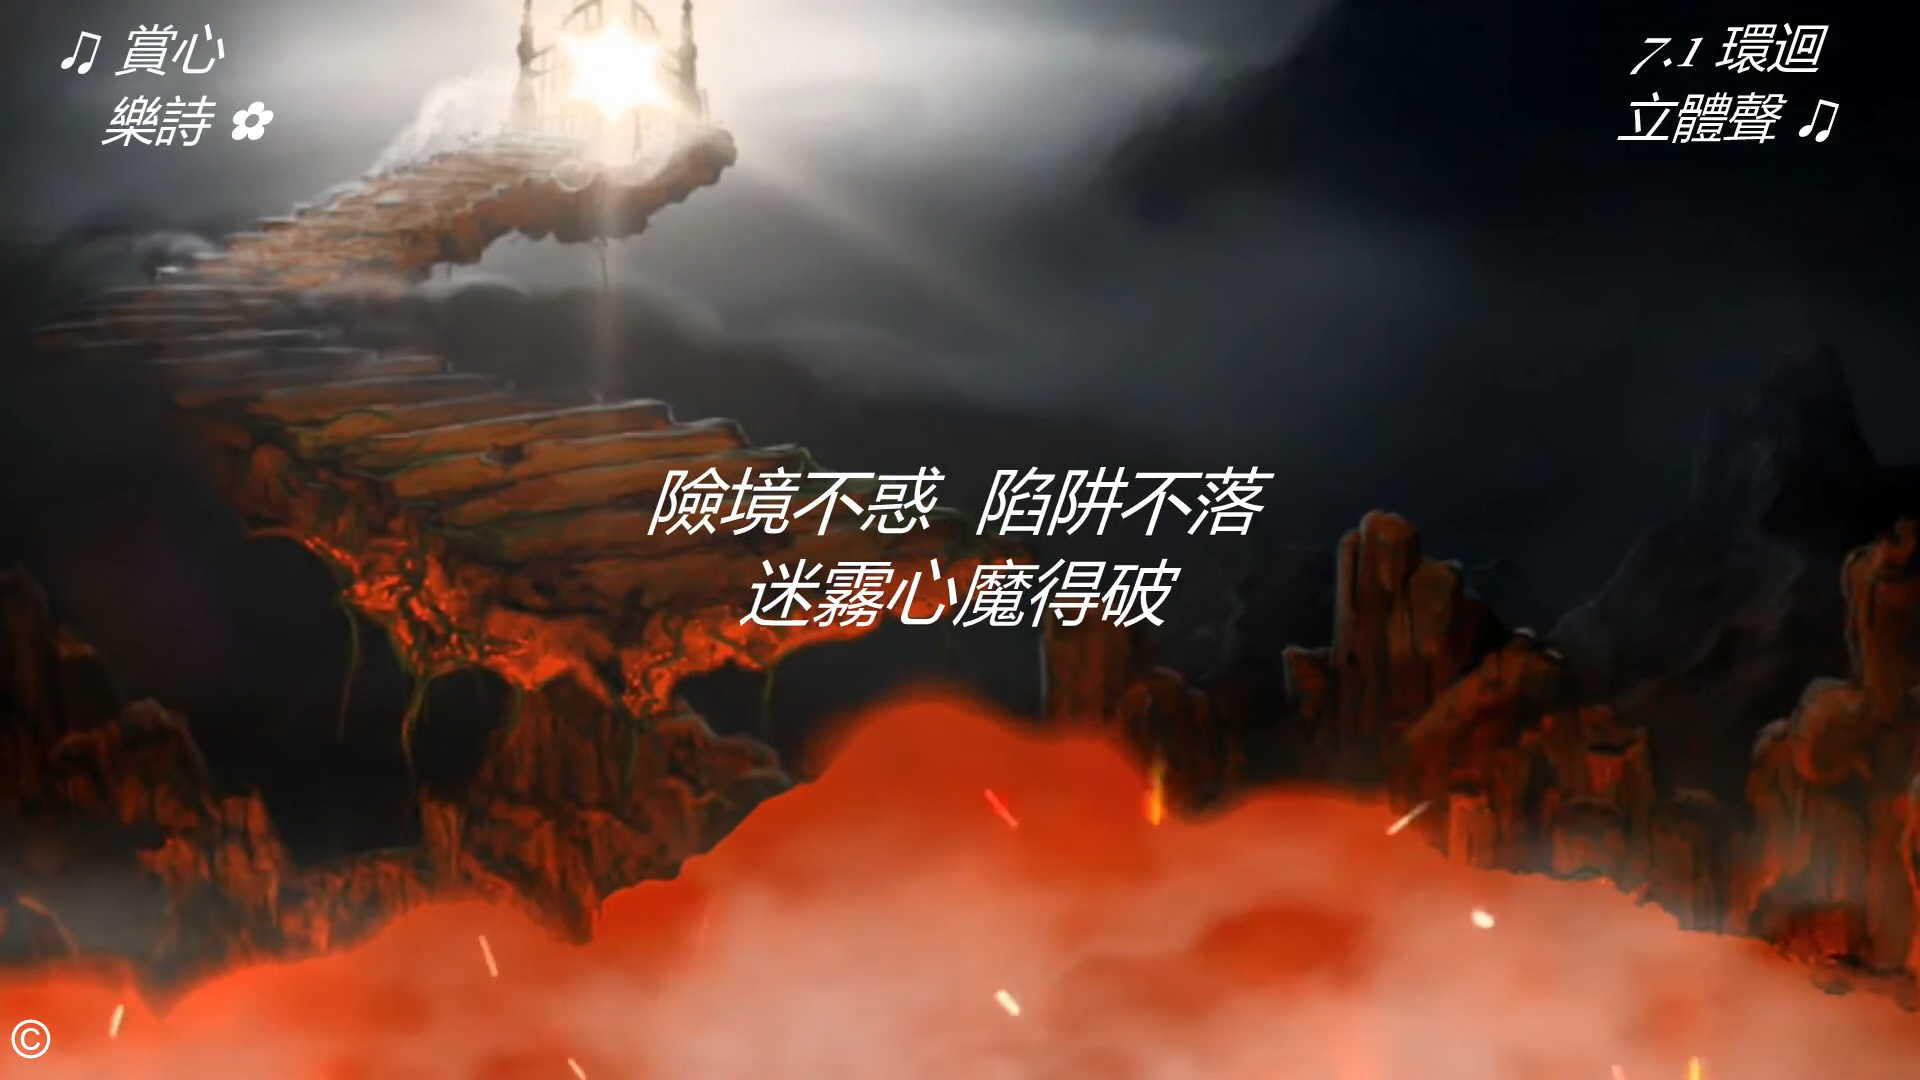 ♫ 賞心
樂詩 ✿
7.1 環迴
立體聲 ♫
險境不惑 陷阱不落
迷霧心魔得破
©